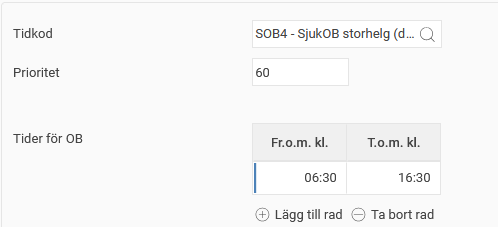 Tidkod
SOB4 - SjukOB storhelg (d...
Prioritet
60
Tider för OB
Fr.o.m. kl. T.o.m. kl.
06:30 16:30
Lägg till rad Ta bort rad